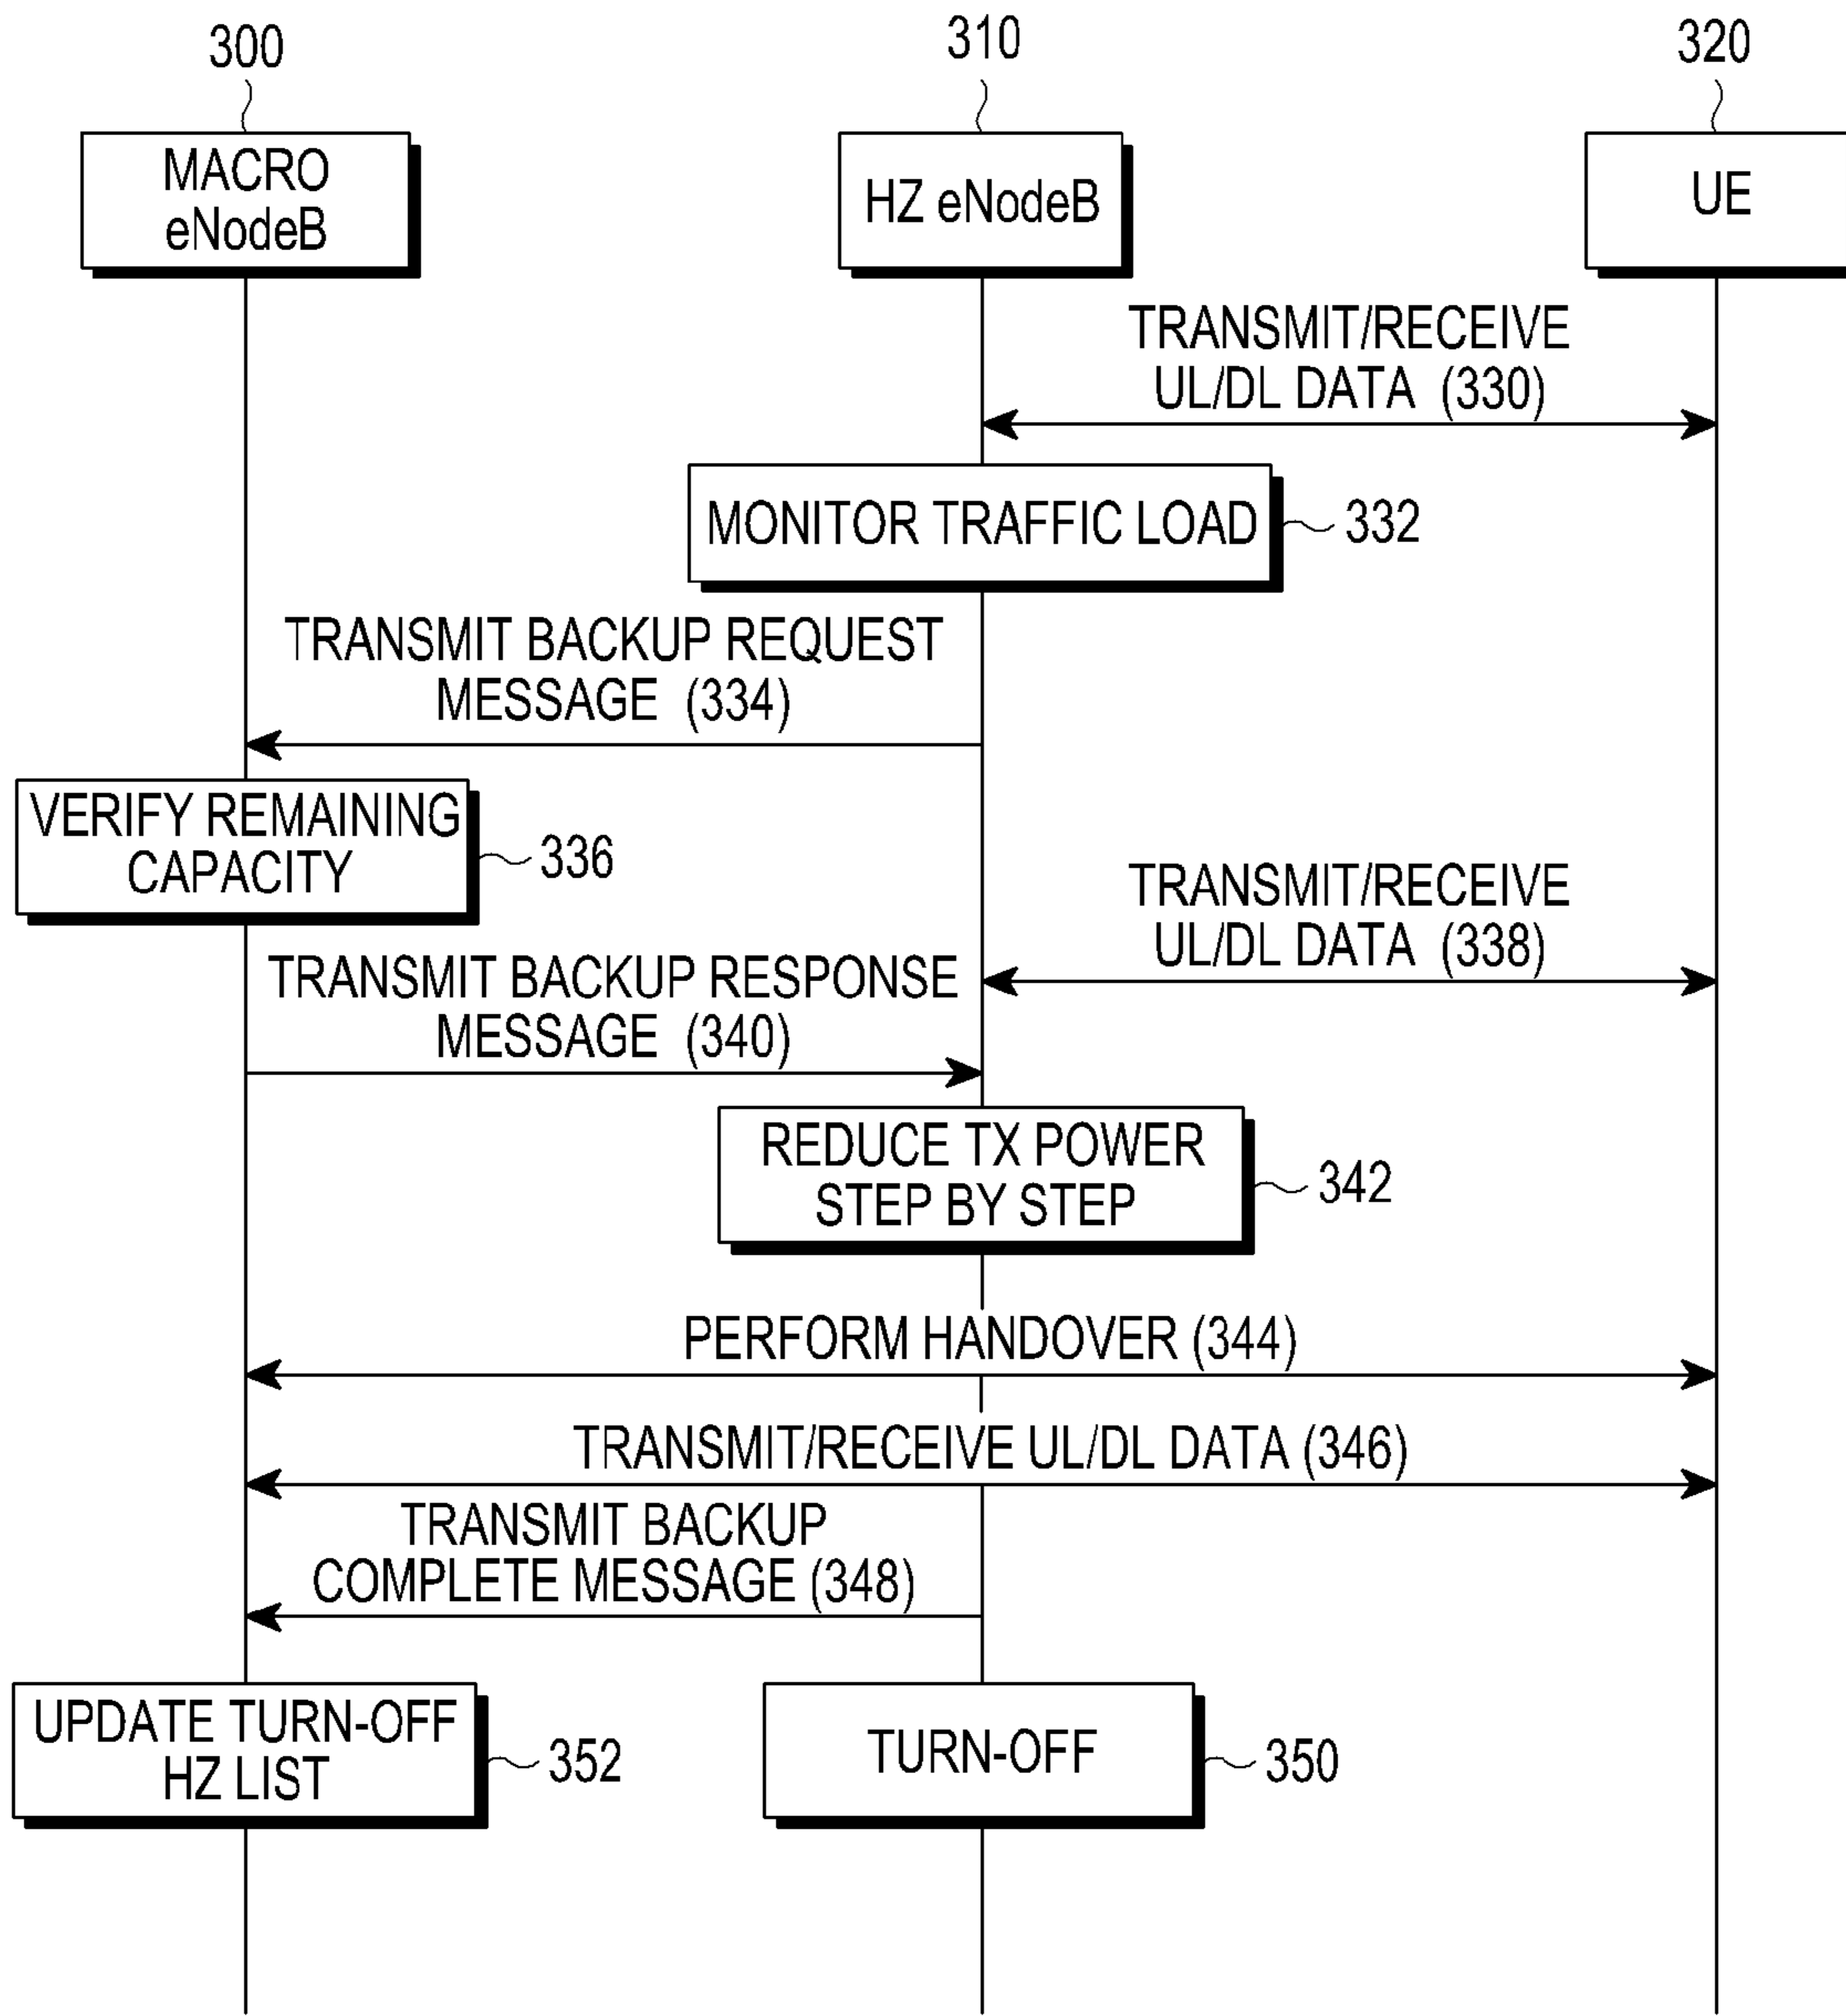 300
310
320
MACRO
eNodeB
HZ eNodeB
UE
TRANSMIT/RECEIVE
UL/DL DATA (330)
MONITOR TRAFFIC LOAD
332
TRANSMIT BACKUP REQUEST
MESSAGE (334)
VERIFY REMAINING
CAPACITY
336
TRANSMIT/RECEIVE
UL/DL DATA (338)
TRANSMIT BACKUP RESPONSE
MESSAGE (340)
REDUCE TX POWER
STEP BY STEP
342
PERFORM HANDOVER (344)
TRANSMIT/RECEIVE UL/DL DATA (346)
TRANSMIT BACKUP
COMPLETE MESSAGE (348)
UPDATE TURN-OFF
HZ LIST
352
TURN-OFF
350